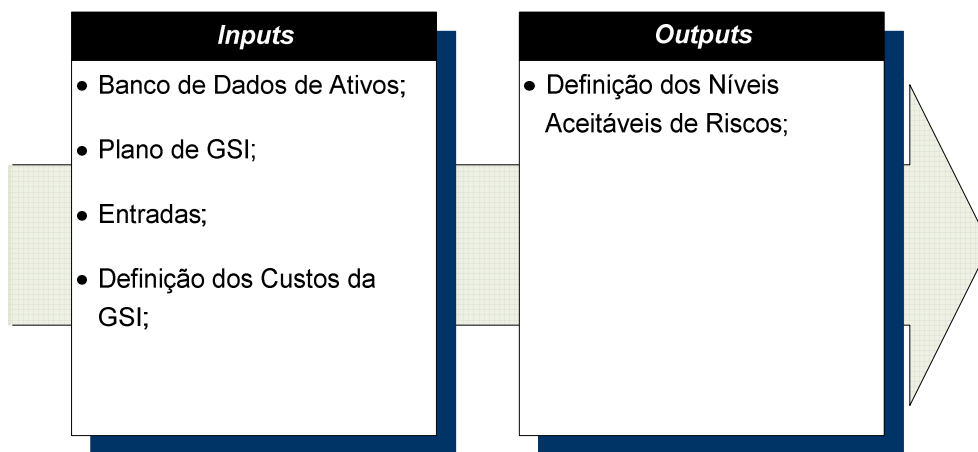 Inputs
• Banco de Dados de Ativos;
• Plano de GSI;
• Entradas;
• Definição dos Custos da
GSI;
Outputs
• Definição dos Níveis
Aceitáveis de Riscos;